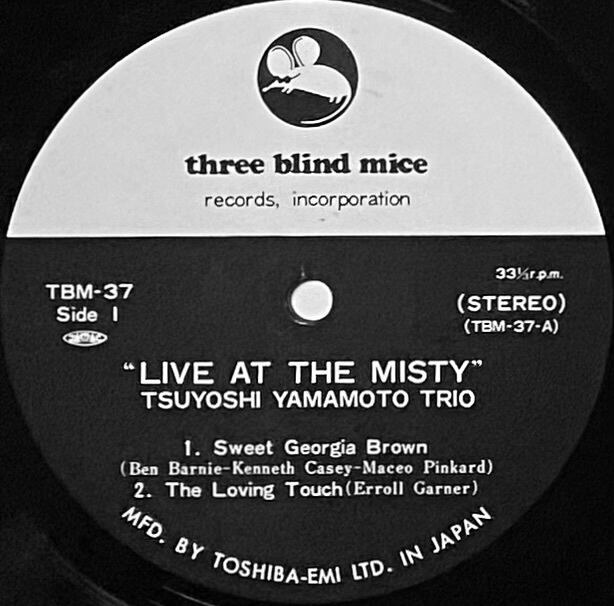 three blind mice
records, incorporation
33⅓r.p.m.
TBM-37
Side 1
(STEREO)
(TBM-37-A)
"LIVE AT THE MISTY"
TSUYOSHI YAMAMOTO TRIO
1. Sweet Georgia Brown
(Ben Barnie-Kenneth Casey-Maceo Pinkard)
2. The Loving Touch(Erroll Garner)
MFD. BY TOSHIBA-EMI LTD. IN JAPAN